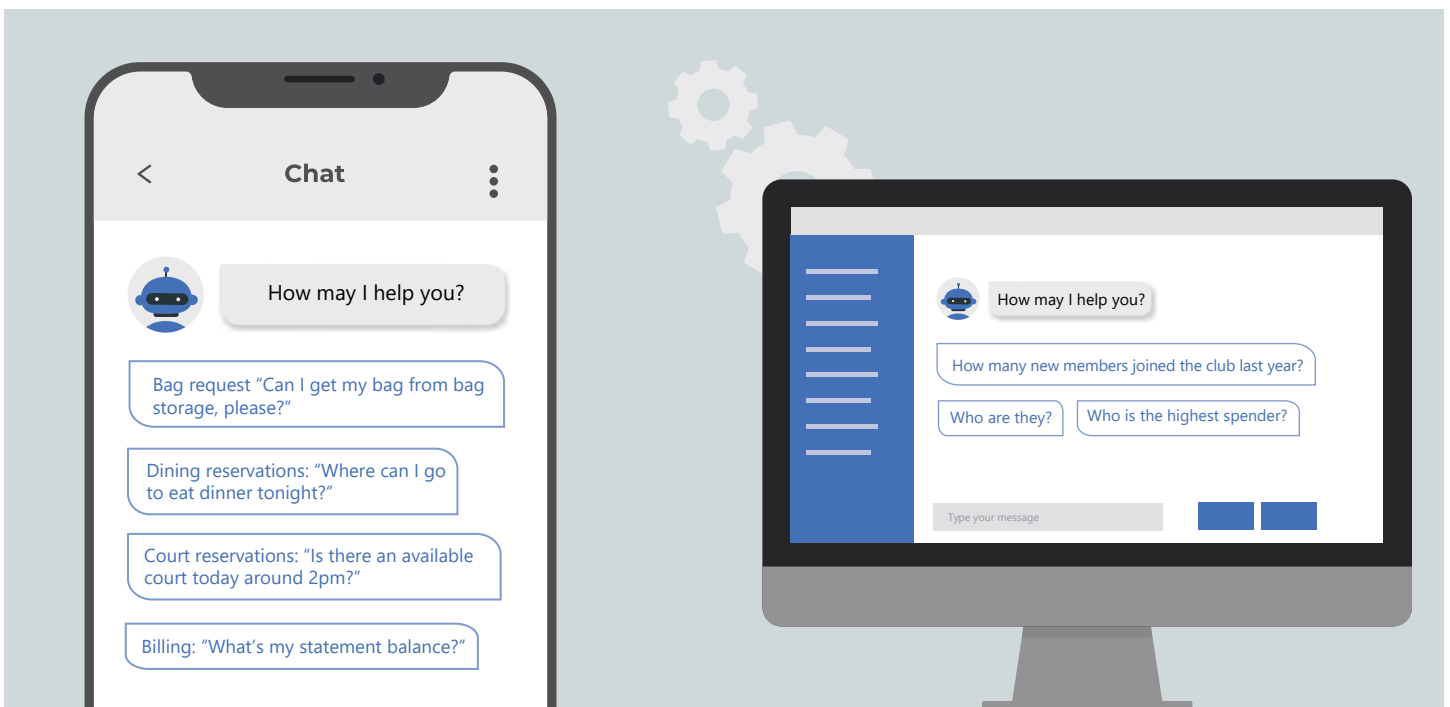 Chat
How may I help you?
Bag request “Can I get my bag from bag
storage, please?”
Dining reservations: “Where can I go
to eat dinner tonight?”
Court reservations: “Is there an available
court today around 2pm?”
Billing: “What’s my statement balance?”
How may I help you?
How many new members joined the club last year?
Who are they?
Who is the highest spender?
Type your message